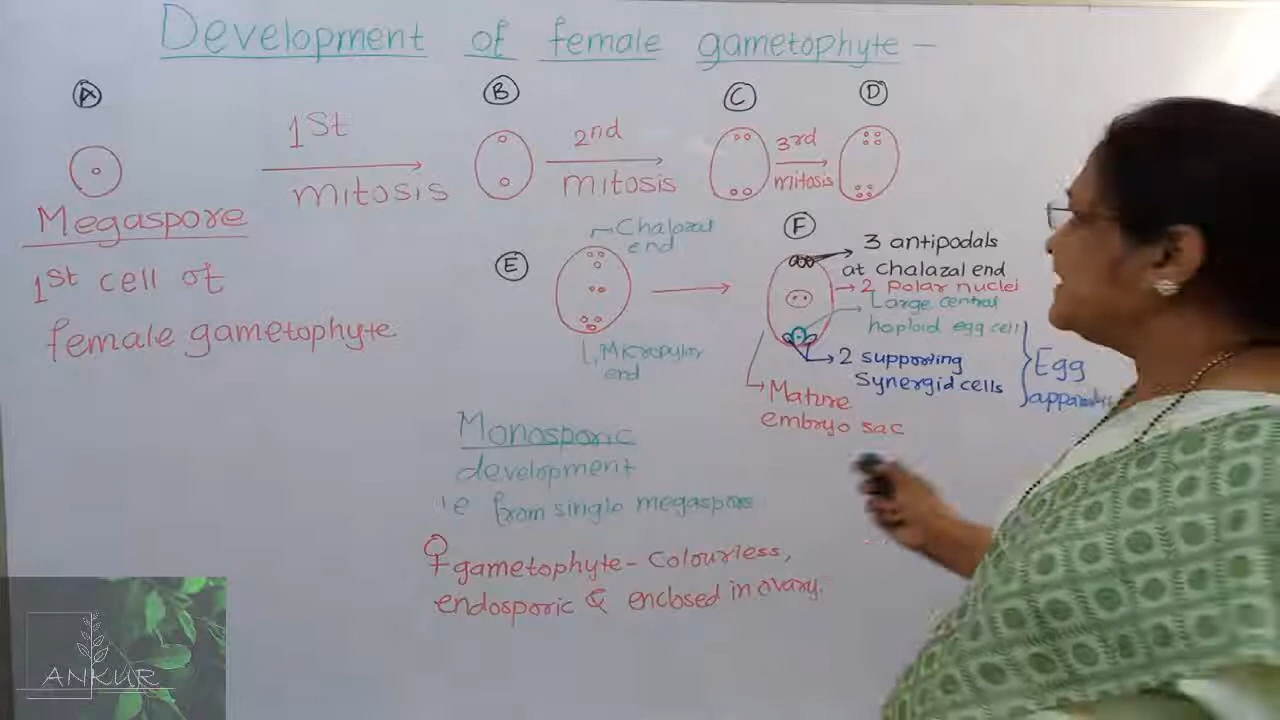 Development of female gametophyte -
A
B
C
D
1st
mitosis
2nd
mitosis
3rd
mitosis
Megaspore
1st cell of
female gametophyte
E
Chalazal
end
Micropylar
end
F
3 antipodals
at chalazal end
2 polar nuclei
Large central
haploid egg cell
2 supporting
Synergid cells
Egg
Mature
embryo sac
Monosporic
development
ie from single megaspore
♀ gametophyte - Colourless,
endosporic & enclosed in ovary.
ANKUR